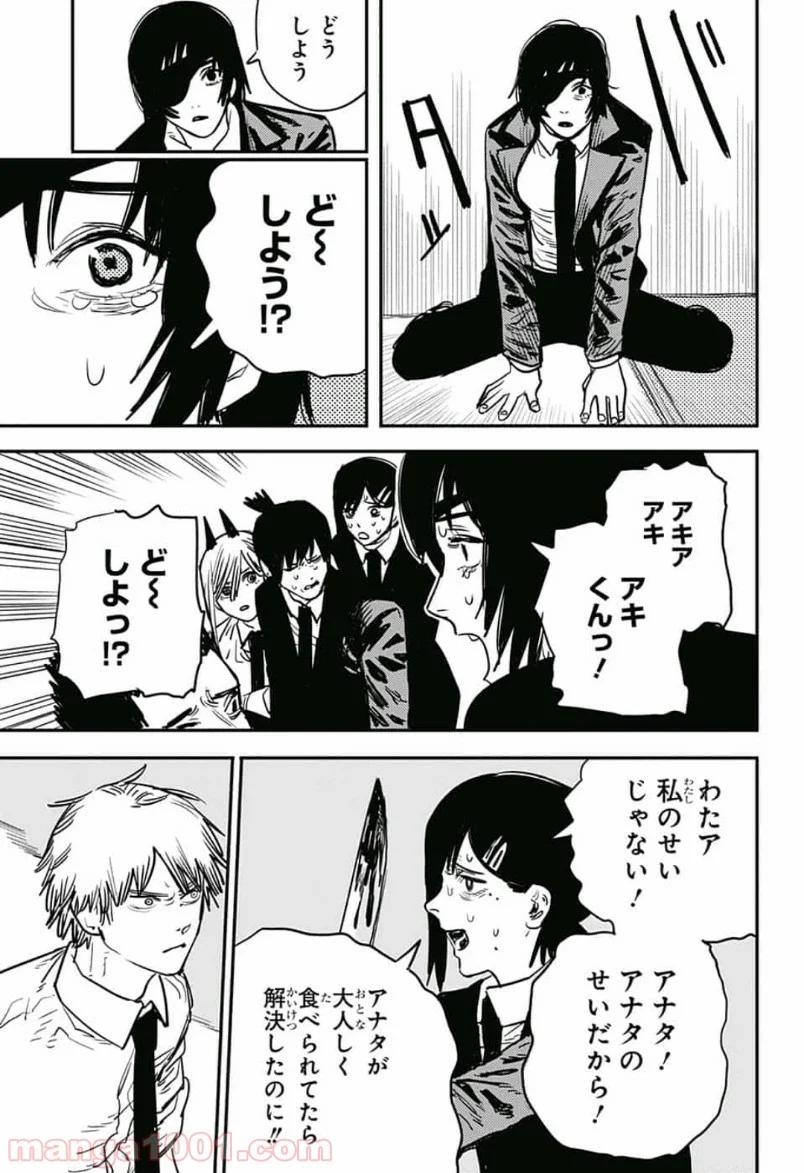 ダダッ
どう
しよう
ど〜
しよう!?
アキア
アキ
アキ
くんっ!
ど〜
しよっ!?
わたア
私のせい
じゃない!
アナタ!
アナタの
せいだから!
アナタが
大人しく
食べられてたら
解決したのに!!
manga1001.com